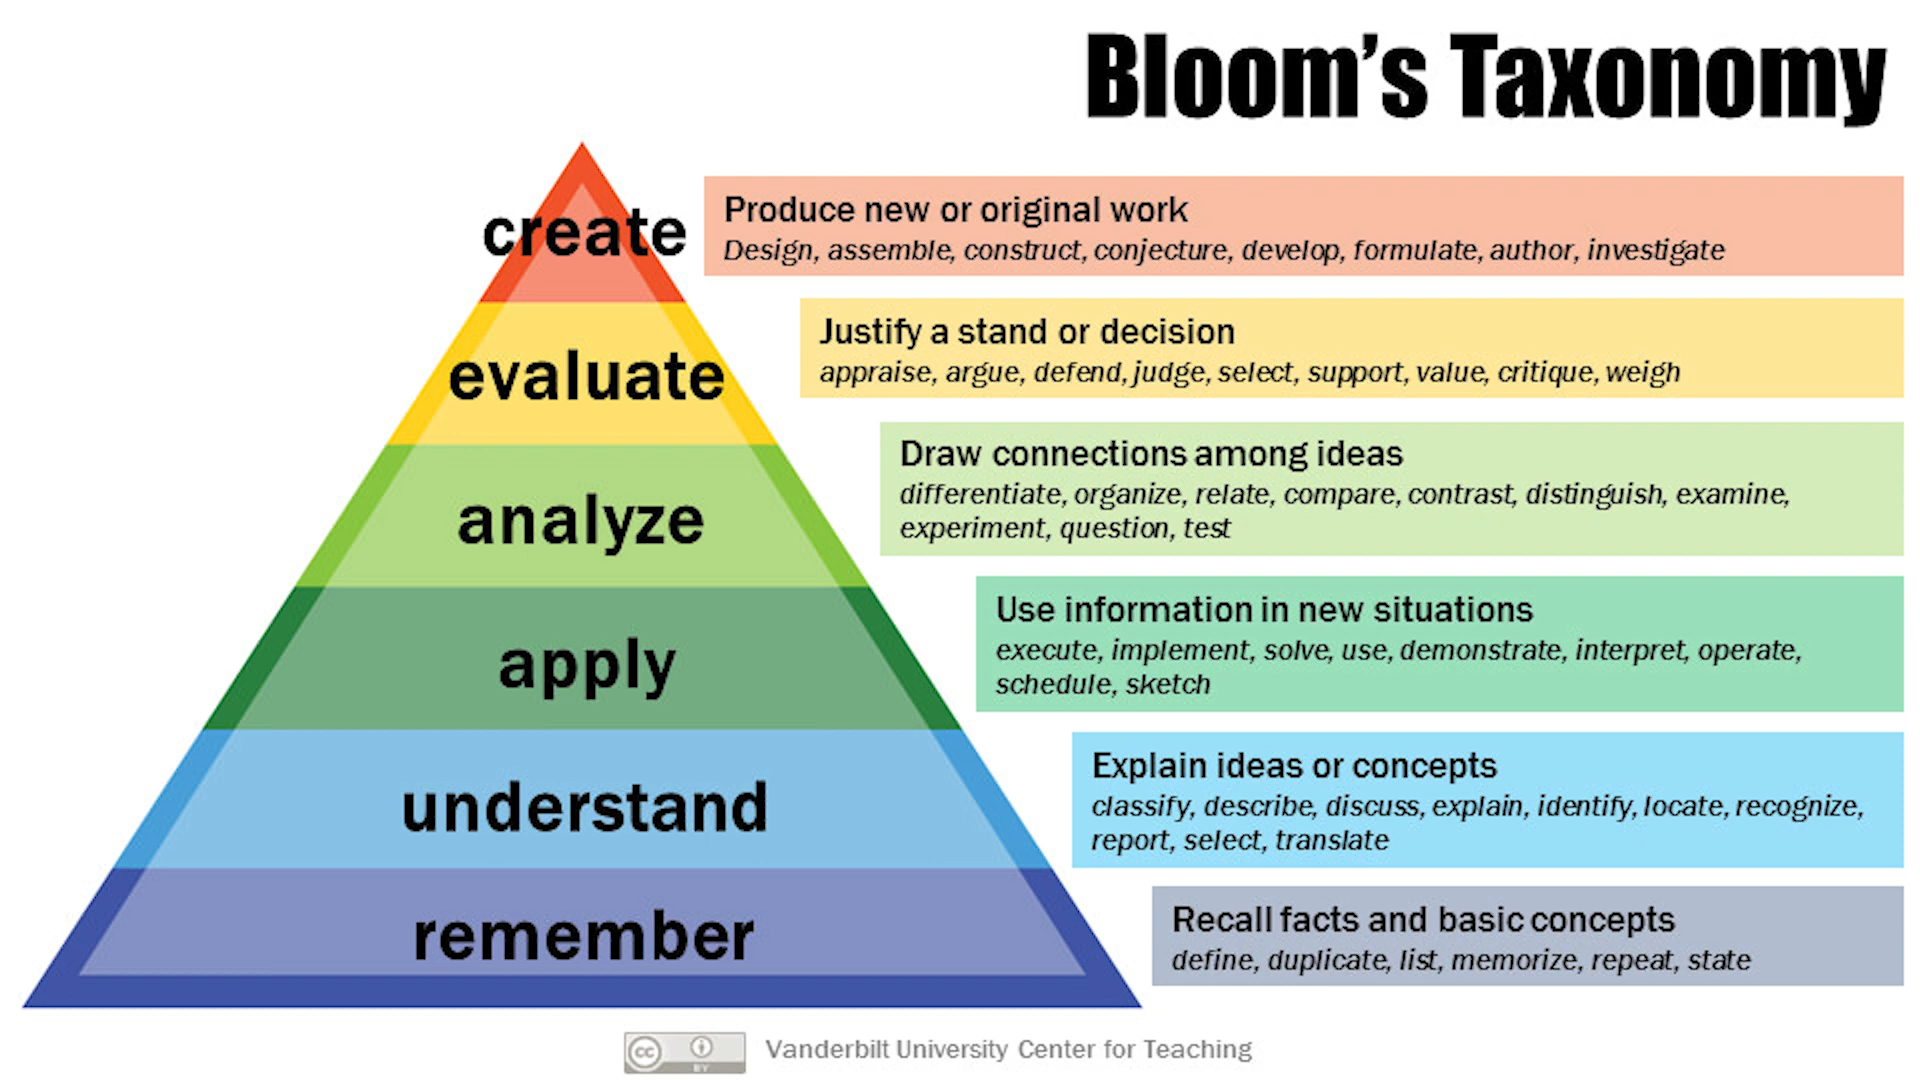 Bloom's Taxonomy
create
Produce new or original work
Design, assemble, construct, conjecture, develop, formulate, author, investigate
evaluate
Justify a stand or decision
appraise, argue, defend, judge, select, support, value, critique, weigh
analyze
Draw connections among ideas
differentiate, organize, relate, compare, contrast, distinguish, examine,
experiment, question, test
apply
Use information in new situations
execute, implement, solve, use, demonstrate, interpret, operate,
schedule, sketch
understand
Explain ideas or concepts
classify, describe, discuss, explain, identify, locate, recognize,
report, select, translate
remember
Recall facts and basic concepts
define, duplicate, list, memorize, repeat, state
cc BY
Vanderbilt University Center for Teaching